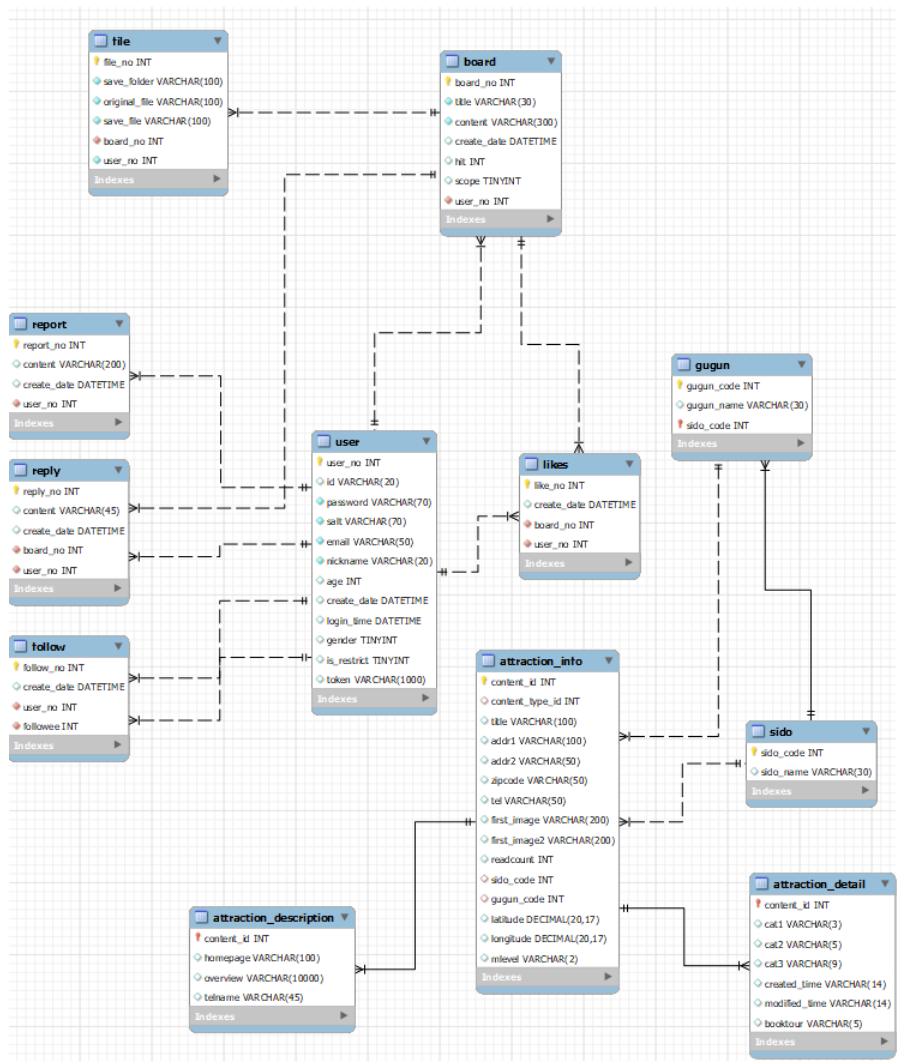 file
file_no INT
save_folder VARCHAR(100)
original_file VARCHAR(100)
save_file VARCHAR(100)
board_no INT
user_no INT
Indexes
board
board_no INT
title VARCHAR(30)
content VARCHAR(300)
create_date DATETIME
hit INT
scope TINYINT
user_no INT
Indexes
report
report_no INT
content VARCHAR(200)
create_date DATETIME
user_no INT
Indexes
reply
reply_no INT
content VARCHAR(45)
create_date DATETIME
board_no INT
user_no INT
Indexes
follow
follow_no INT
create_date DATETIME
user_no INT
followee INT
Indexes
user
user_no INT
id VARCHAR(20)
password VARCHAR(70)
salt VARCHAR(70)
email VARCHAR(50)
nickname VARCHAR(20)
age INT
create_date DATETIME
login_time DATETIME
gender TINYINT
is_restrict TINYINT
token VARCHAR(1000)
Indexes
likes
like_no INT
create_date DATETIME
board_no INT
user_no INT
Indexes
gugun
gugun_code INT
gugun_name VARCHAR(30)
sido_code INT
Indexes
attraction_info
content_id INT
content_type_id INT
title VARCHAR(100)
addr1 VARCHAR(100)
addr2 VARCHAR(50)
zipcode VARCHAR(50)
tel VARCHAR(50)
first_image VARCHAR(200)
first_image2 VARCHAR(200)
readcount INT
sido_code INT
gugun_code INT
latitude DECIMAL(20,17)
longitude DECIMAL(20,17)
mlevel VARCHAR(2)
Indexes
sido
sido_code INT
sido_name VARCHAR(30)
Indexes
attraction_description
content_id INT
homepage VARCHAR(100)
overview VARCHAR(10000)
telname VARCHAR(45)
Indexes
attraction_detail
content_id INT
cat1 VARCHAR(3)
cat2 VARCHAR(5)
cat3 VARCHAR(9)
created_time VARCHAR(14)
modified_time VARCHAR(14)
booktour VARCHAR(5)
Indexes